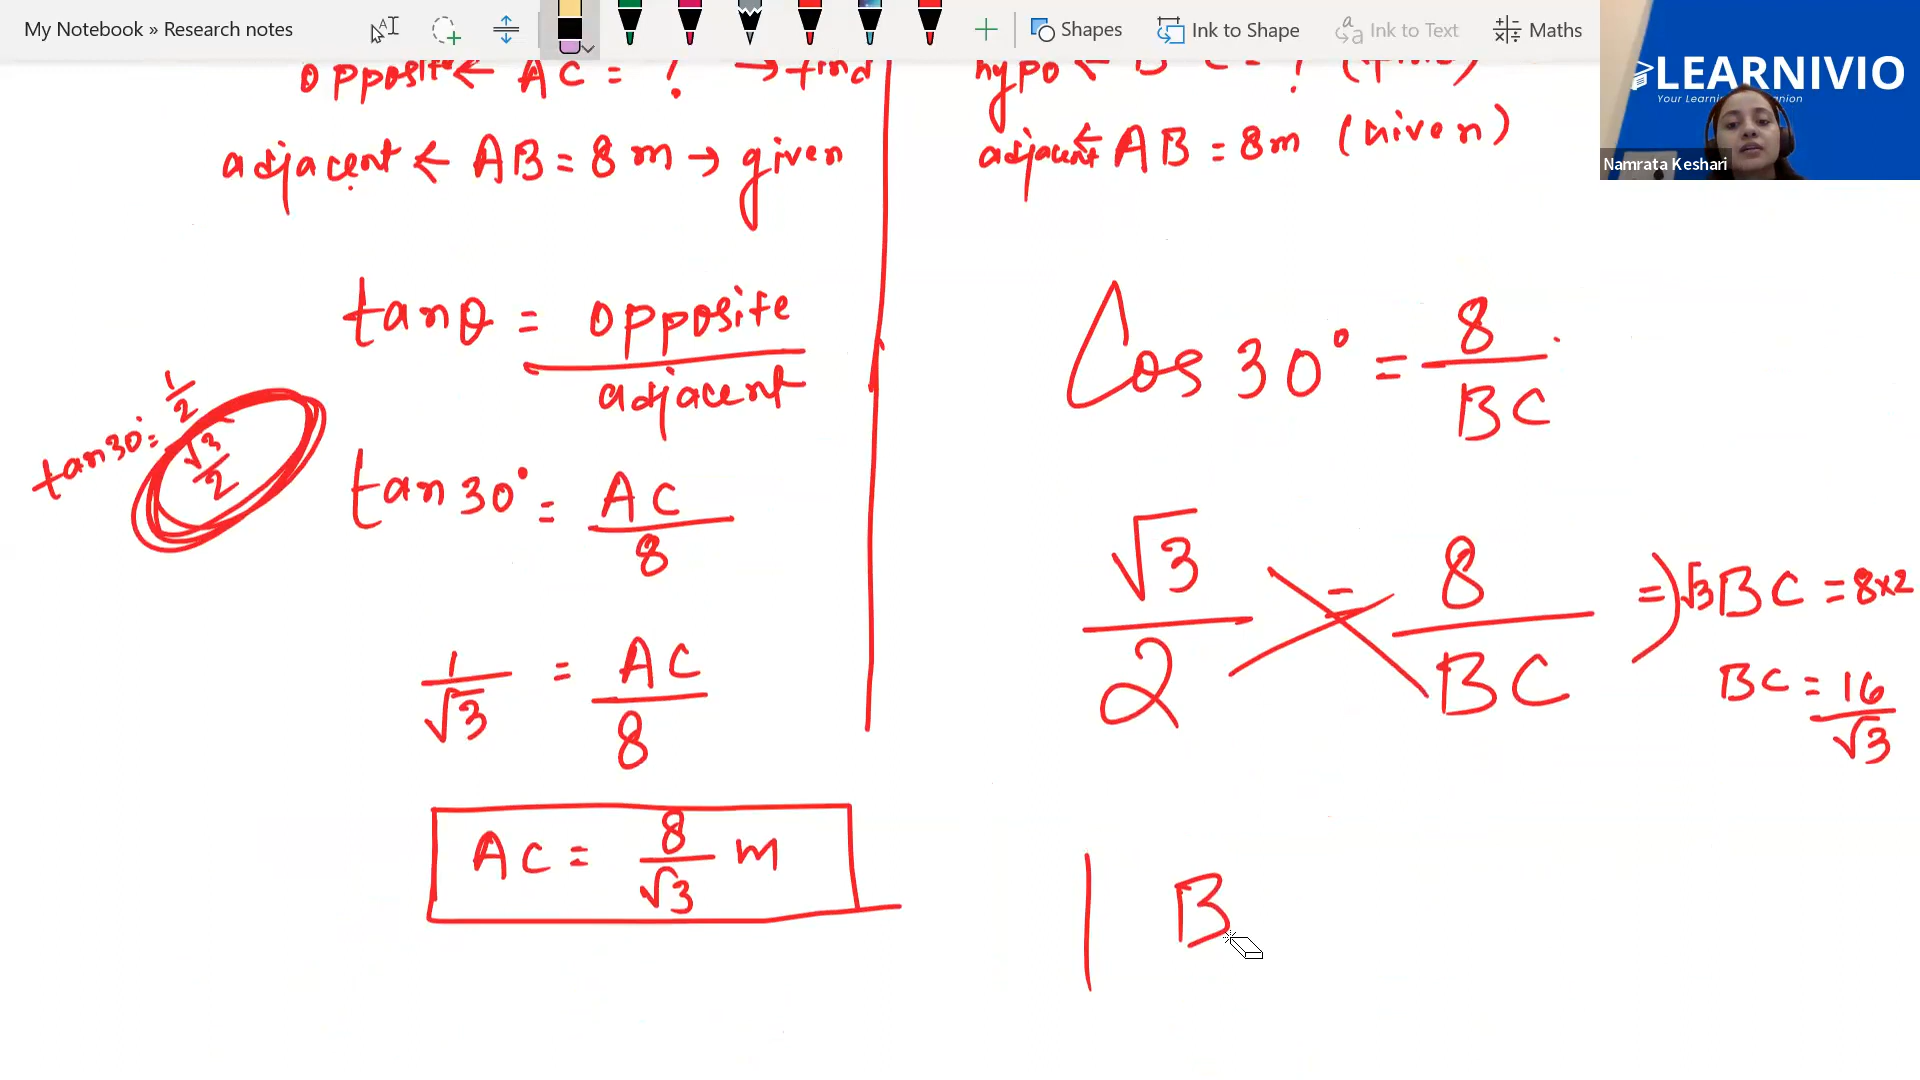 My Notebook » Research notes
Shapes
Ink to Shape
Ink to Text
Maths
LEARNIVIO
Namrata Keshari
opposite ← AC = ? → find
adjacent ← AB = 8 m → given
tanθ = opposite / adjacent
tan30° = 1/2 / √3/2
tan30° = AC/8
1/√3 = AC/8
AC = 8/√3 m
hypo ← BC = ?
adjacent ← AB = 8m (Given)
Cos 30° = 8/BC
√3/2 = 8/BC
⇒ √3 BC = 8×2
BC = 16/√3
B